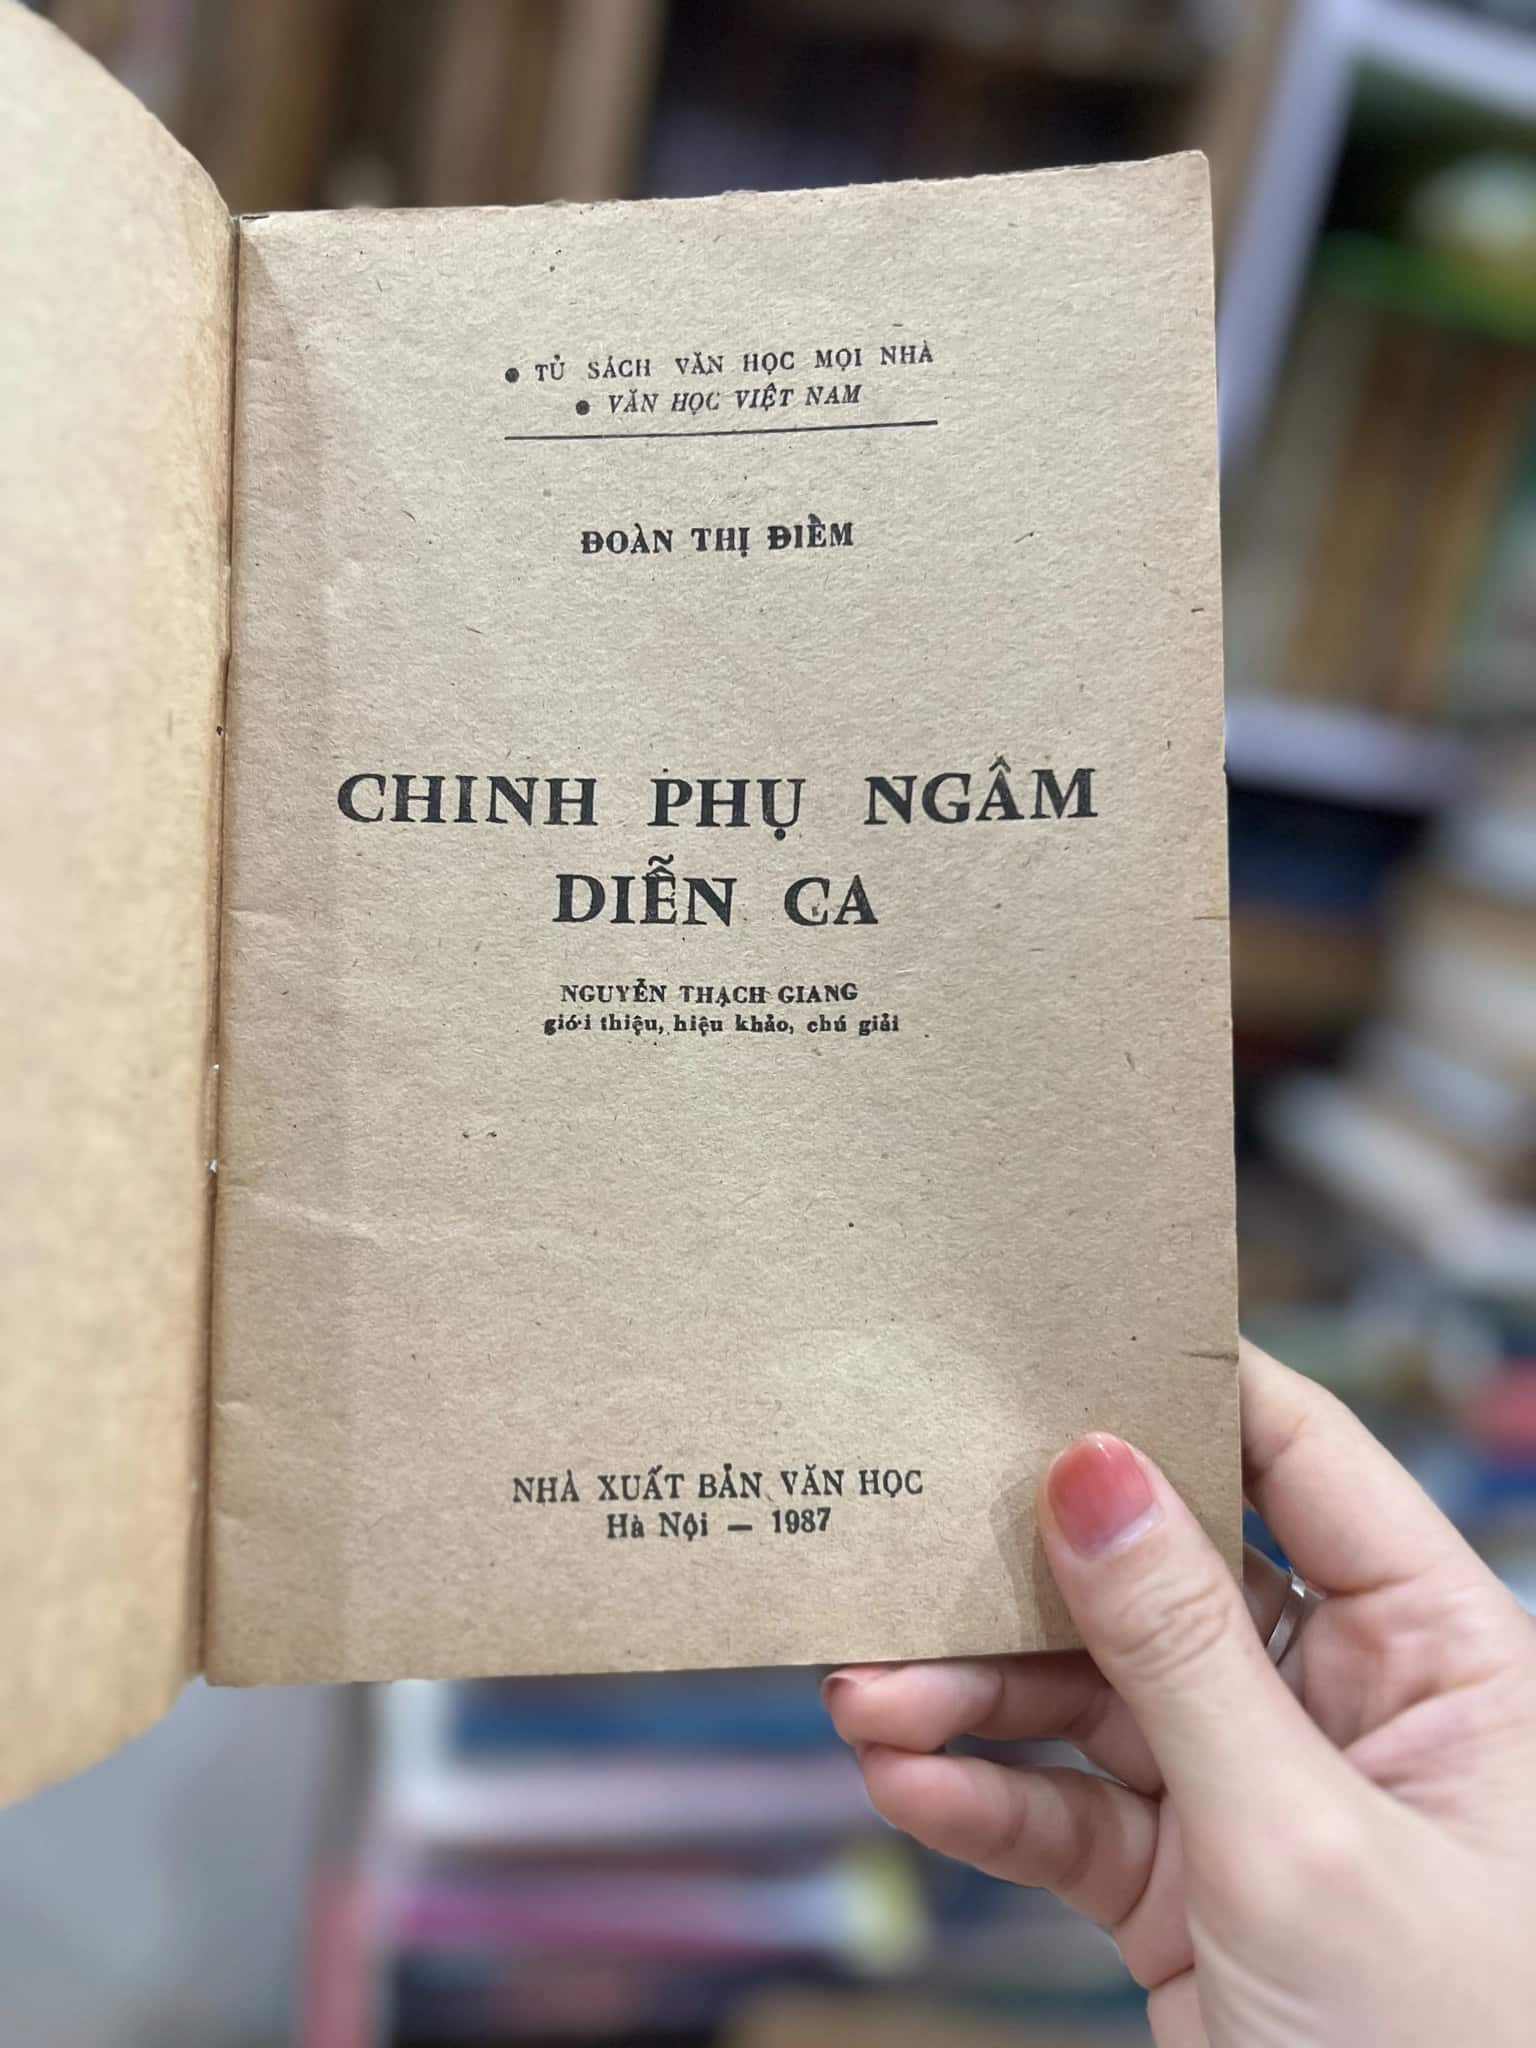 ● TỦ SÁCH VĂN HỌC MỌI NHÀ
● VĂN HỌC VIỆT NAM
ĐOÀN THỊ ĐIỂM
CHINH PHỤ NGÂM
DIỄN CA
NGUYỄN THẠCH GIANG
giới thiệu, hiệu khảo, chú giải
NHÀ XUẤT BẢN VĂN HỌC
Hà Nội — 1987